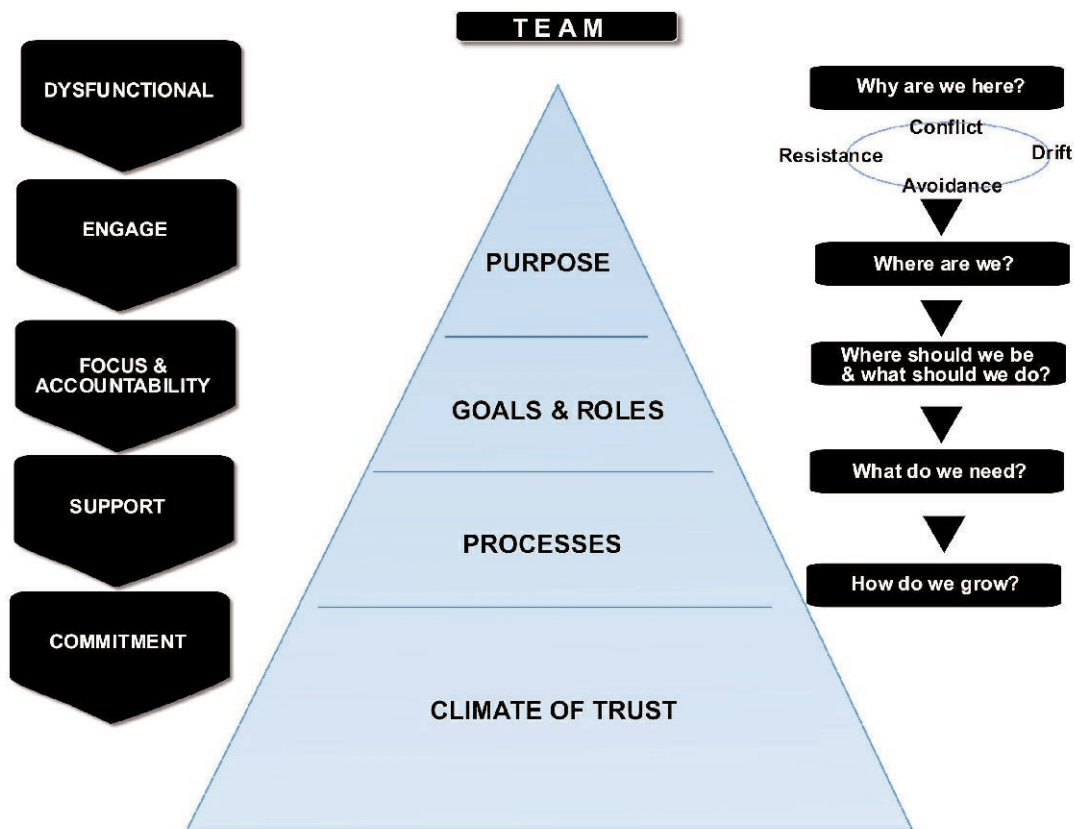 TEAM
DYSFUNCTIONAL
ENGAGE
FOCUS &
ACCOUNTABILITY
SUPPORT
COMMITMENT
PURPOSE
GOALS & ROLES
PROCESSES
CLIMATE OF TRUST
Why are we here?
Conflict
Resistance
Drift
Avoidance
Where are we?
Where should we be
& what should we do?
What do we need?
How do we grow?